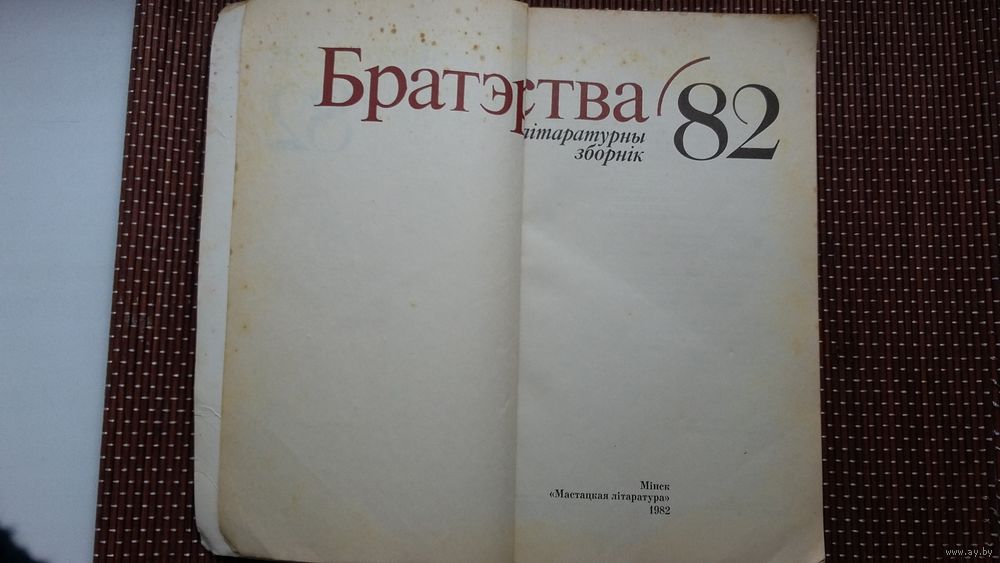 Братэрства '82
літаратурны
зборнік
Мінск
«Мастацкая літаратура»
1982
www.ay.by